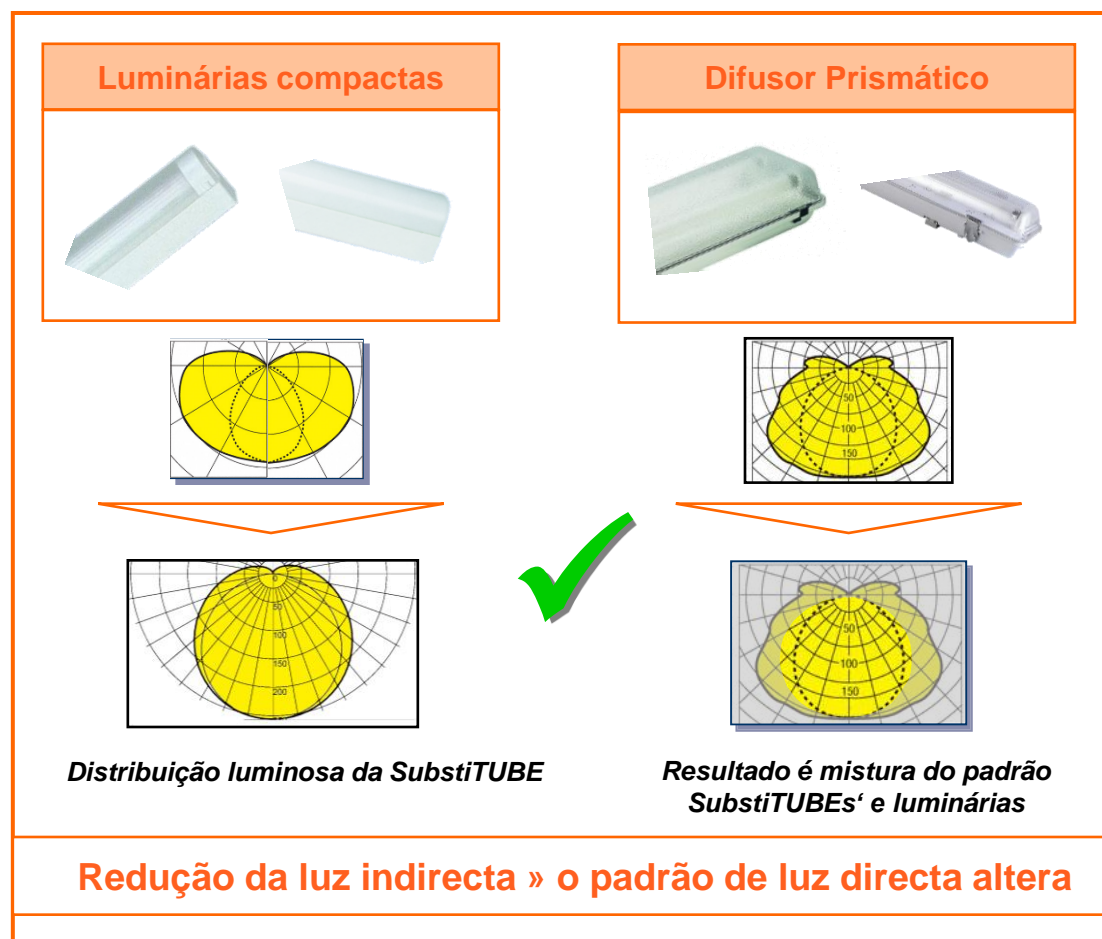 Luminárias compactas
Difusor Prismático
50
100
150
0
50
100
150
200
50
100
150
Distribuição luminosa da SubstiTUBE
Resultado é mistura do padrão
SubstiTUBEs‘ e luminárias
Redução da luz indirecta » o padrão de luz directa altera